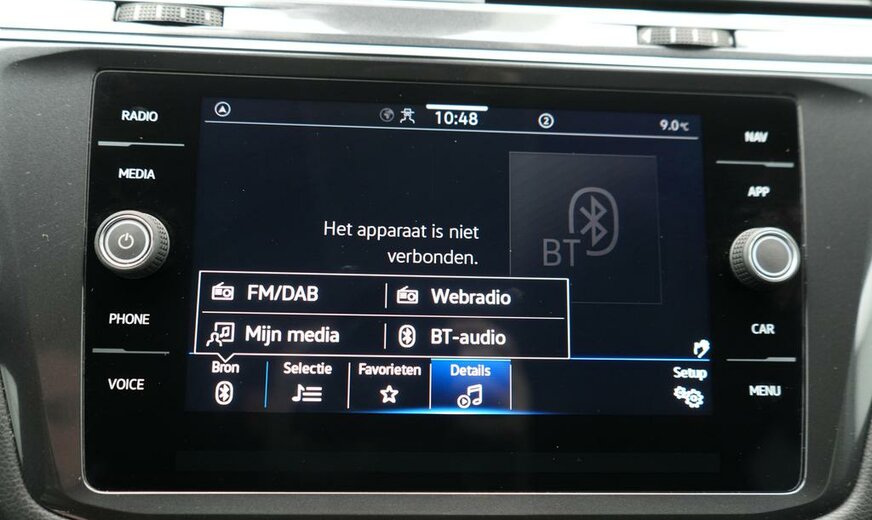 RADIO
MEDIA
PHONE
VOICE
10:48
2
9.0°C
Het apparaat is niet
verbonden.
BT
FM/DAB
Webradio
Mijn media
BT-audio
Bron
Selectie
Favorieten
Details
Setup
NAV
APP
CAR
MENU